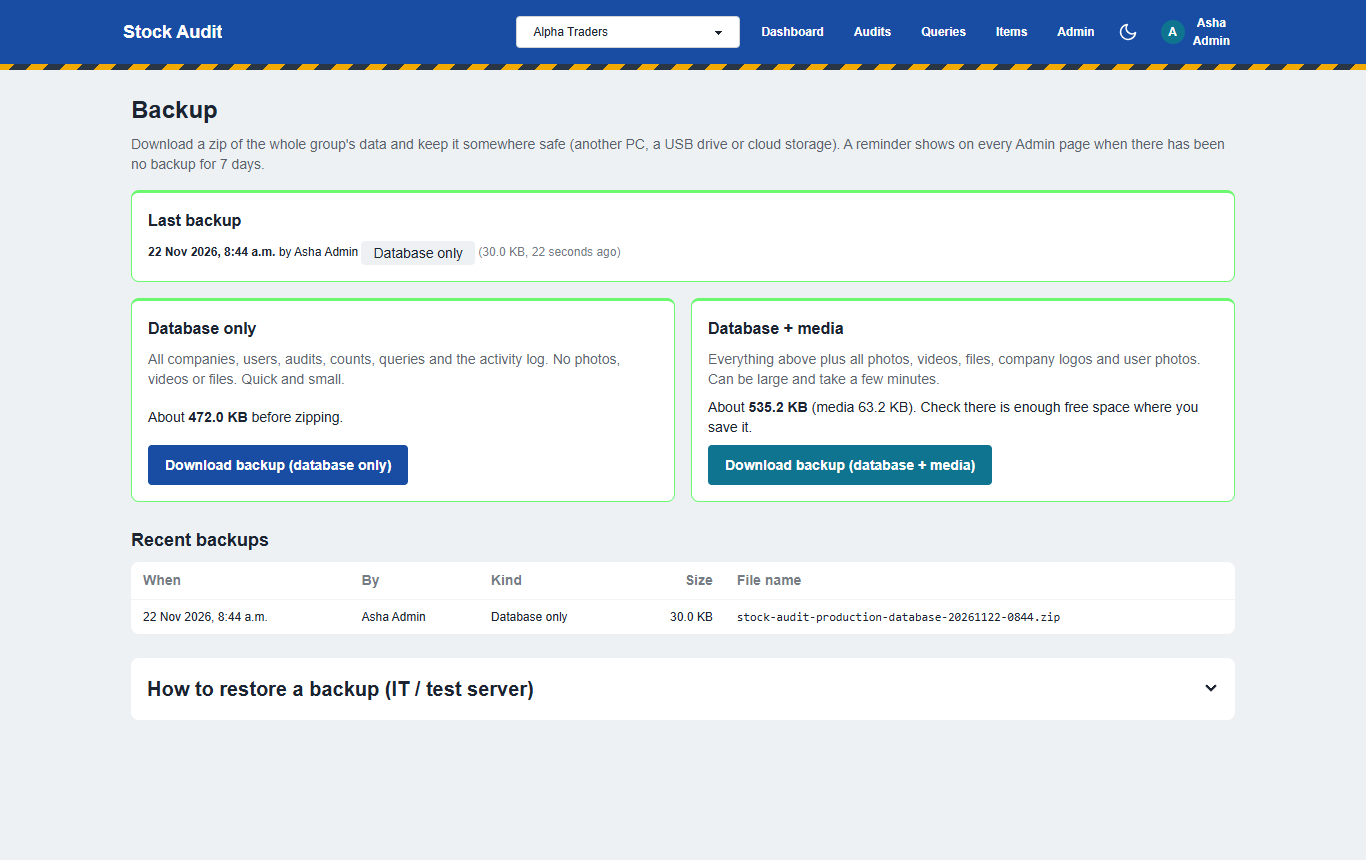 Stock Audit
Alpha Traders
Dashboard
Audits
Queries
Items
Admin
A
Asha
Admin
Backup
Download a zip of the whole group's data and keep it somewhere safe (another PC, a USB drive or cloud storage). A reminder shows on every Admin page when there has been
no backup for 7 days.
Last backup
22 Nov 2026, 8:44 a.m. by Asha Admin Database only (30.0 KB, 22 seconds ago)
Database only
All companies, users, audits, counts, queries and the activity log. No photos,
videos or files. Quick and small.
About 472.0 KB before zipping.
Download backup (database only)
Database + media
Everything above plus all photos, videos, files, company logos and user photos.
Can be large and take a few minutes.
About 535.2 KB (media 63.2 KB). Check there is enough free space where you
save it.
Download backup (database + media)
Recent backups
When By Kind Size File name
22 Nov 2026, 8:44 a.m. Asha Admin Database only 30.0 KB stock-audit-production-database-20261122-0844.zip
How to restore a backup (IT / test server)